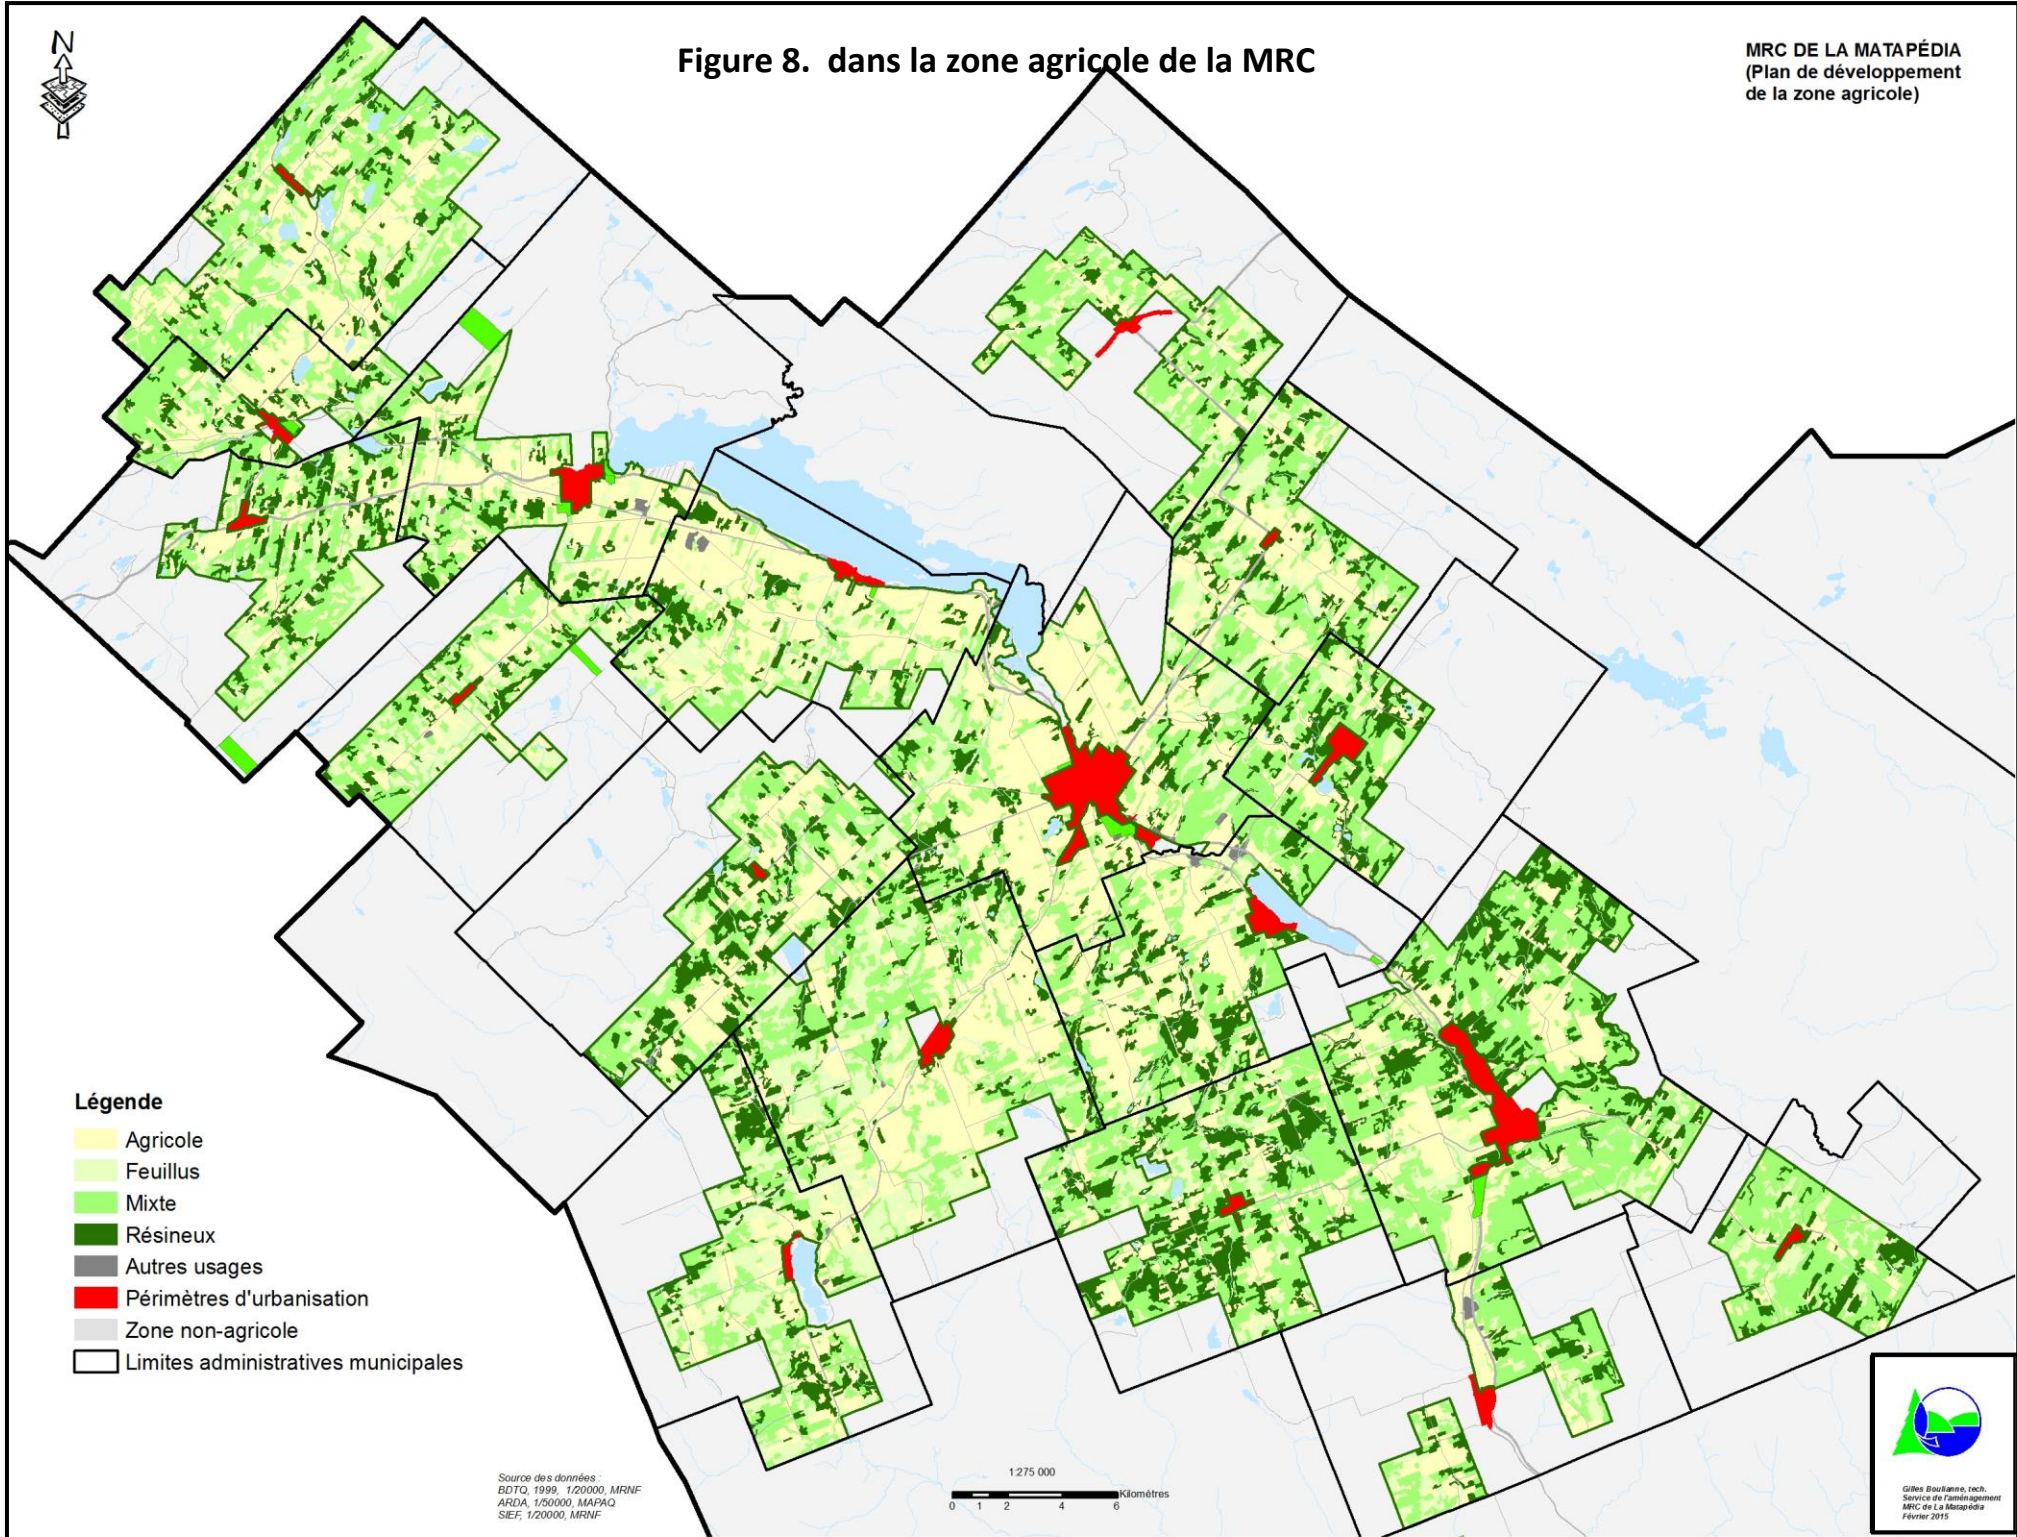 N
Figure 8.  dans la zone agricole de la MRC
MRC DE LA MATAPÉDIA
(Plan de développement
de la zone agricole)
Légende
Agricole
Feuillus
Mixte
Résineux
Autres usages
Périmètres d'urbanisation
Zone non-agricole
Limites administratives municipales
Source des données :
BDTQ, 1999, 1/20000, MRNF
ARDA, 1/50000, MAPAQ
SIEF, 1/20000, MRNF
1:275 000
Kilomètres
0 1 2 4 6
Gilles Boulianne, tech.
Service de l'aménagement
MRC de La Matapédia
Février 2015